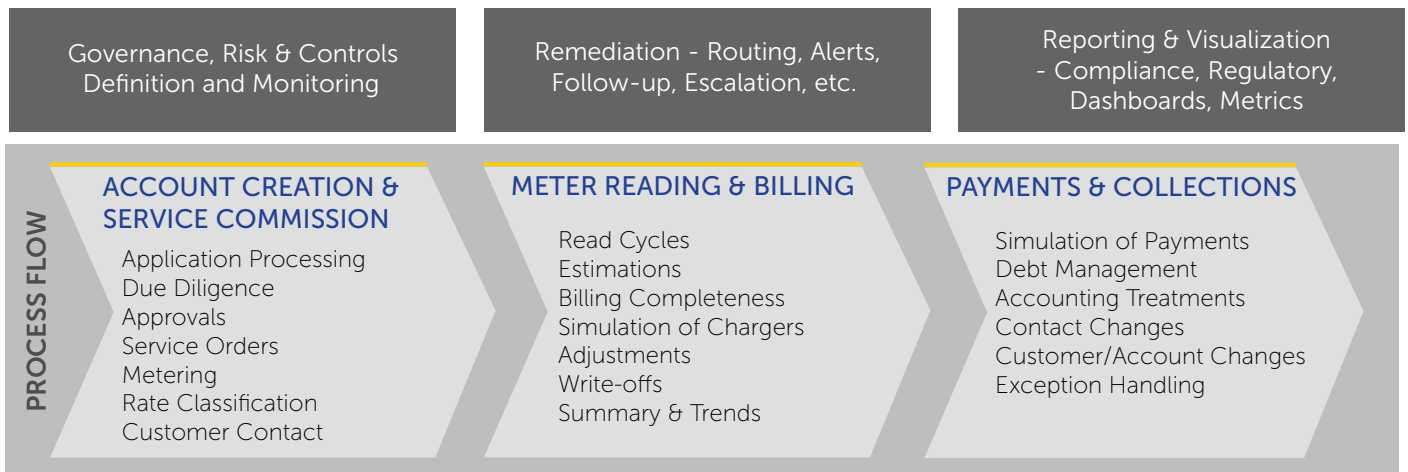 Governance, Risk & Controls
Definition and Monitoring
Remediation - Routing, Alerts,
Follow-up, Escalation, etc.
Reporting & Visualization
- Compliance, Regulatory,
Dashboards, Metrics
PROCESS FLOW
ACCOUNT CREATION &
SERVICE COMMISSION
Application Processing
Due Diligence
Approvals
Service Orders
Metering
Rate Classification
Customer Contact
METER READING & BILLING
Read Cycles
Estimations
Billing Completeness
Simulation of Chargers
Adjustments
Write-offs
Summary & Trends
PAYMENTS & COLLECTIONS
Simulation of Payments
Debt Management
Accounting Treatments
Contact Changes
Customer/Account Changes
Exception Handling